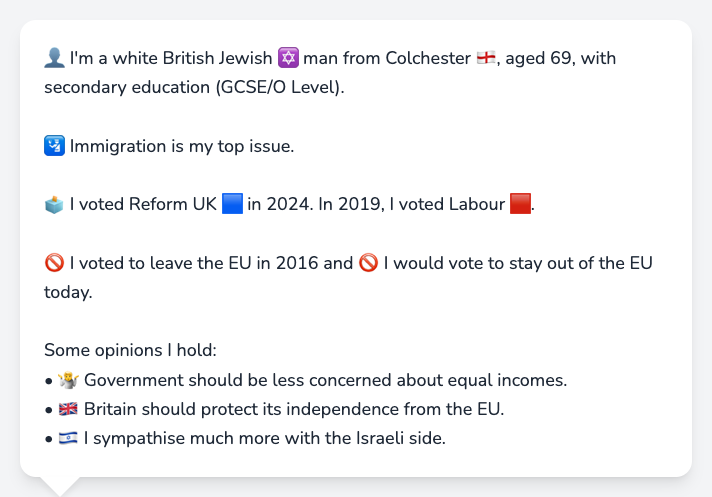 👤 I'm a white British Jewish 🔯 man from Colchester 🏴󠁧󠁢󠁥󠁮󠁧󠁿, aged 69, with
secondary education (GCSE/O Level).
🛂 Immigration is my top issue.
🗳️ I voted Reform UK 🟦 in 2024. In 2019, I voted Labour 🟥.
🚫 I voted to leave the EU in 2016 and 🚫 I would vote to stay out of the EU
today.
Some opinions I hold:
• 🤷 Government should be less concerned about equal incomes.
• 🇬🇧 Britain should protect its independence from the EU.
• 🇮🇱 I sympathise much more with the Israeli side.